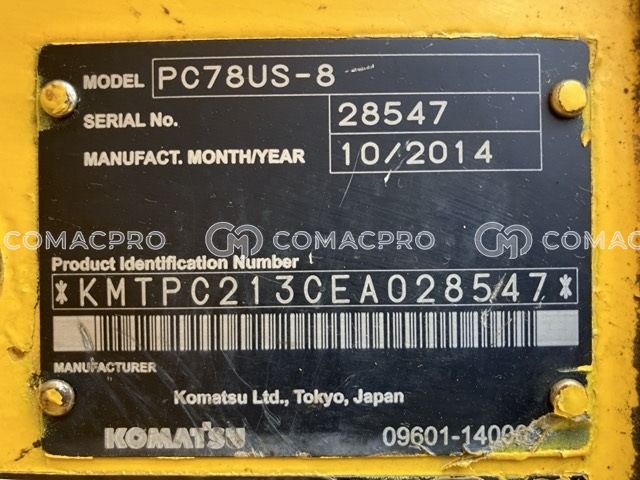 MODEL PC78US-8
SERIAL No. 28547
MANUFACT. MONTH/YEAR 10/2014
COMACPRO COMACPRO
Product Identification Number
*KMTPC213CEA028547*
MANUFACTURER
Komatsu Ltd., Tokyo, Japan
KOMATSU